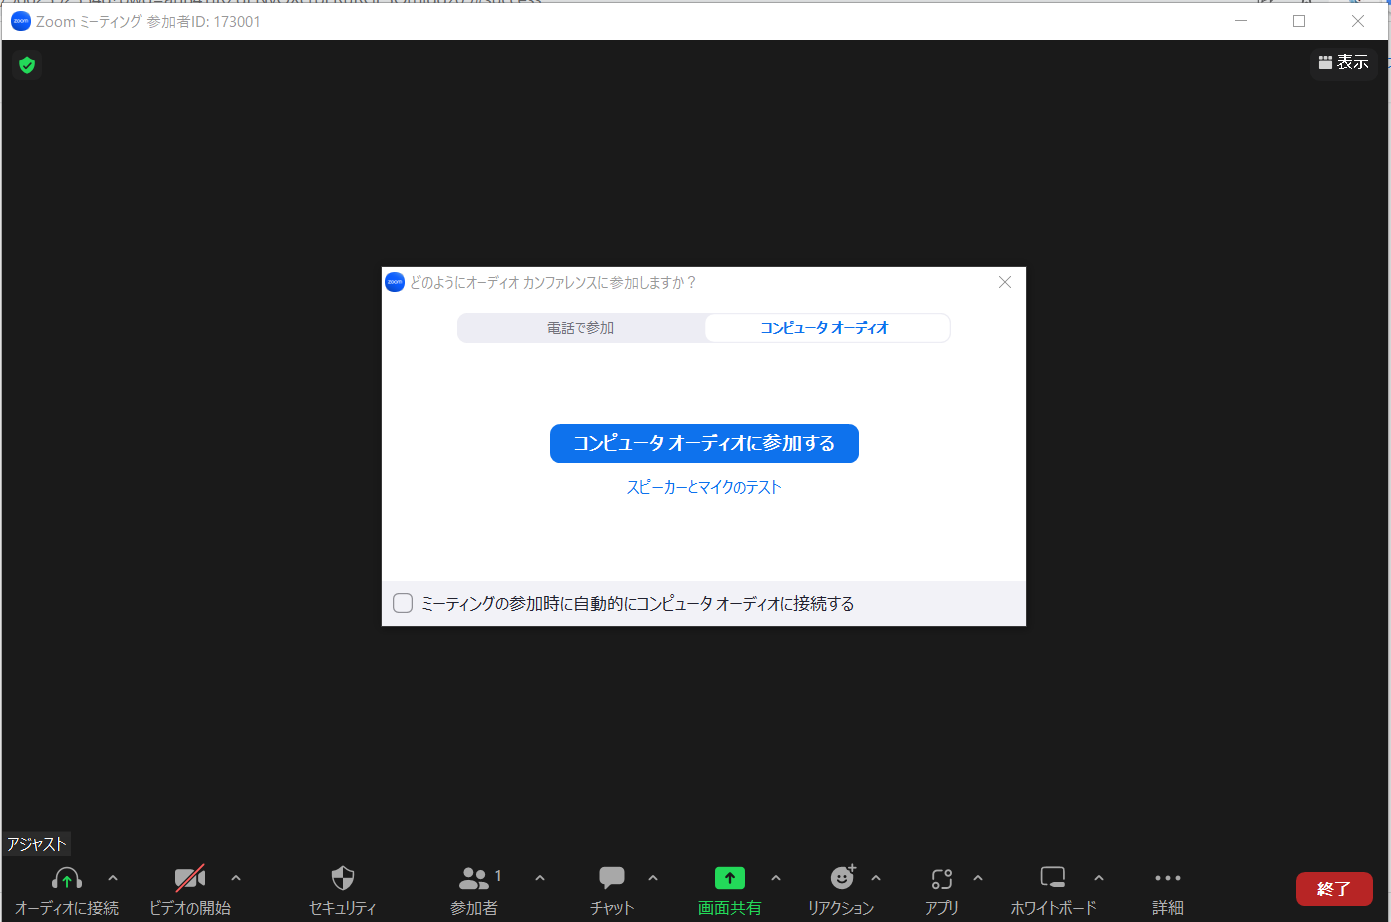 Zoom ミーティング 参加者ID: 173001
表示
zoom どのようにオーディオ カンファレンスに参加しますか？
電話で参加
コンピュータ オーディオ
コンピュータ オーディオに参加する
スピーカーとマイクのテスト
ミーティングの参加時に自動的にコンピュータ オーディオに接続する
アジャスト
1
オーディオに接続
ビデオの開始
セキュリティ
参加者
チャット
画面共有
リアクション
アプリ
ホワイトボード
詳細
終了